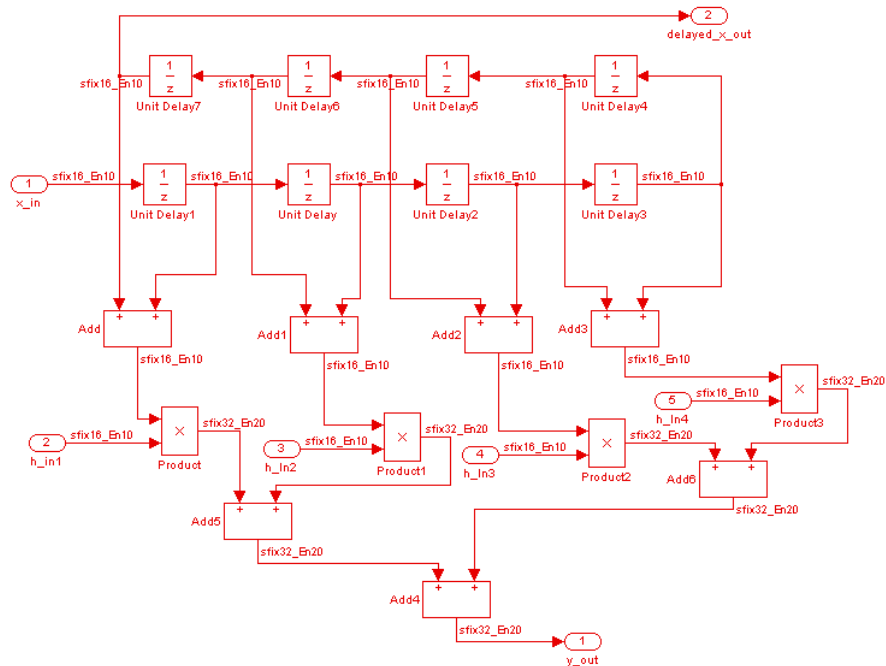 2
delayed_x_out
1 1 1 1
z z z z
sfix16_En10 sfix16_En10 sfix16_En10 sfix16_En10
Unit Delay7 Unit Delay6 Unit Delay5 Unit Delay4
1 1 1 1
z z z z
1 sfix16_En10 sfix16_En10 sfix16_En10 sfix16_En10 sfix16_En10
x_in
Unit Delay1 Unit Delay Unit Delay2 Unit Delay3
+ + + + + + + +
Add Add1 Add2 Add3
sfix16_En10 sfix16_En10 sfix16_En10 sfix16_En10
5 sfix16_En10 × sfix32_En20
h_In4 Product3
2 sfix16_En10 × sfix32_En20
h_in1 Product
3 sfix16_En10 × sfix32_En20
h_In2 Product1
4 sfix16_En10 × sfix32_En20
h_In3 Product2
+ +
Add6
sfix32_En20
+ +
Add5
sfix32_En20
+ +
Add4
sfix32_En20
1
y_out